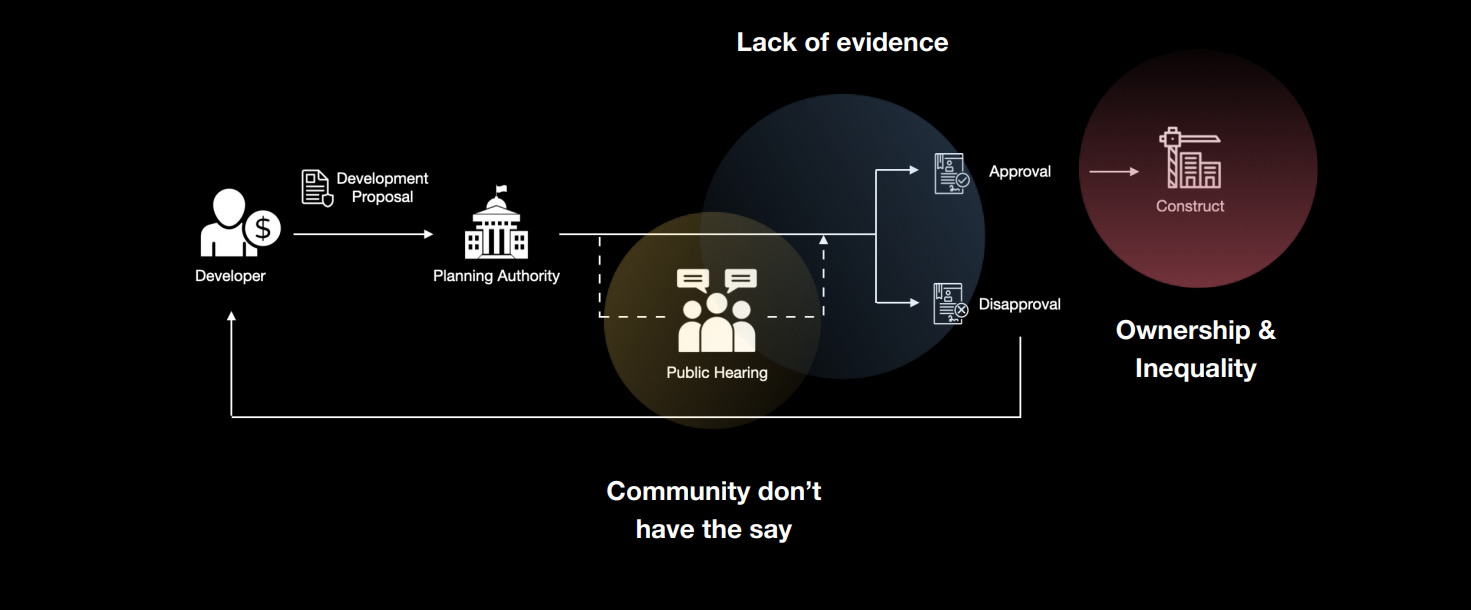 Lack of evidence
Development
Proposal
$
Developer
Planning Authority
Approval
Construct
Disapproval
Public Hearing
Ownership &
Inequality
Community don’t
have the say